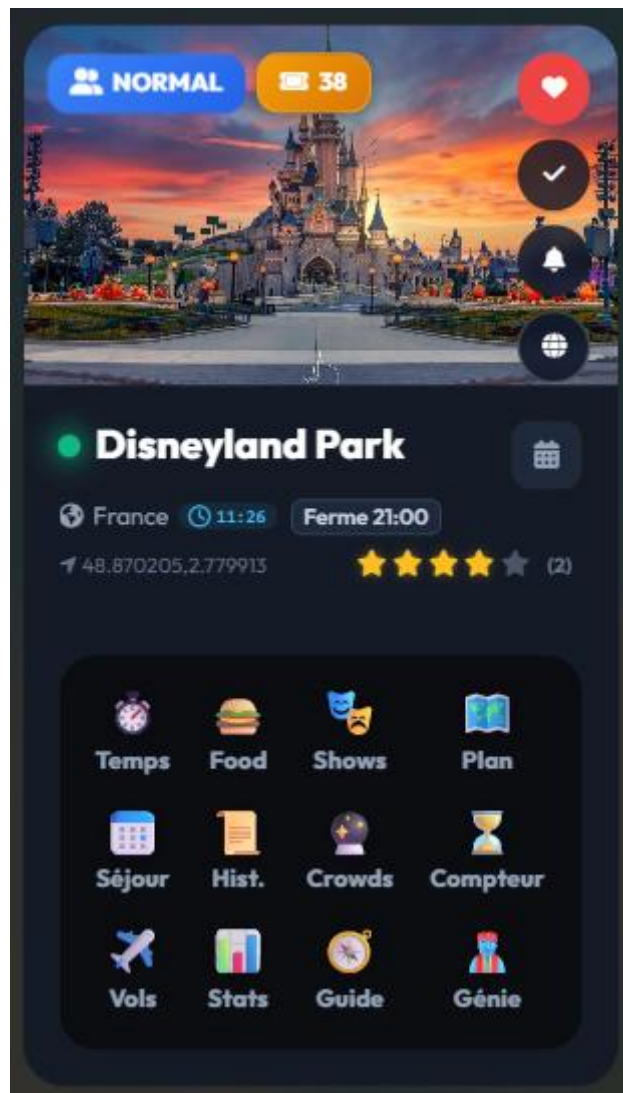 NORMAL 38
Disneyland Park
France 11:26 Ferme 21:00
48.870205,2.779913 (2)
Temps Food Shows Plan
Séjour Hist. Crowds Compteur
Vols Stats Guide Génie